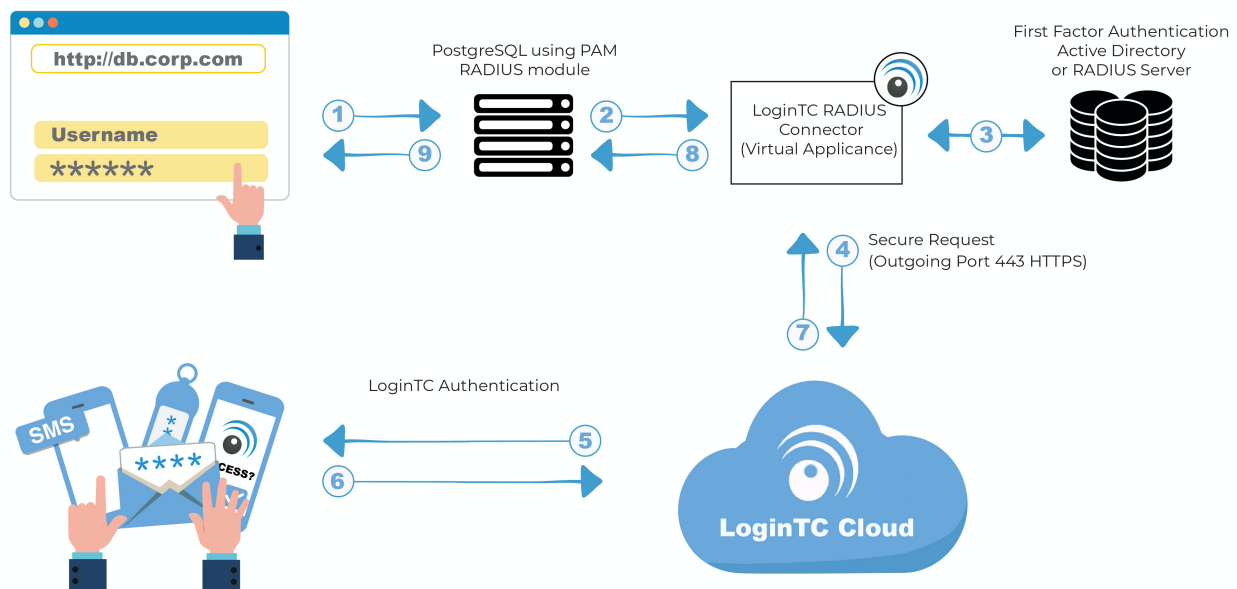 http://db.corp.com
Username
******
PostgreSQL using PAM
RADIUS module
1
9
2
8
LoginTC RADIUS
Connector
(Virtual Applicance)
3
First Factor Authentication
Active Directory
or RADIUS Server
4
Secure Request
(Outgoing Port 443 HTTPS)
7
LoginTC Authentication
5
6
SMS
*
*
****
CESS?
LoginTC Cloud